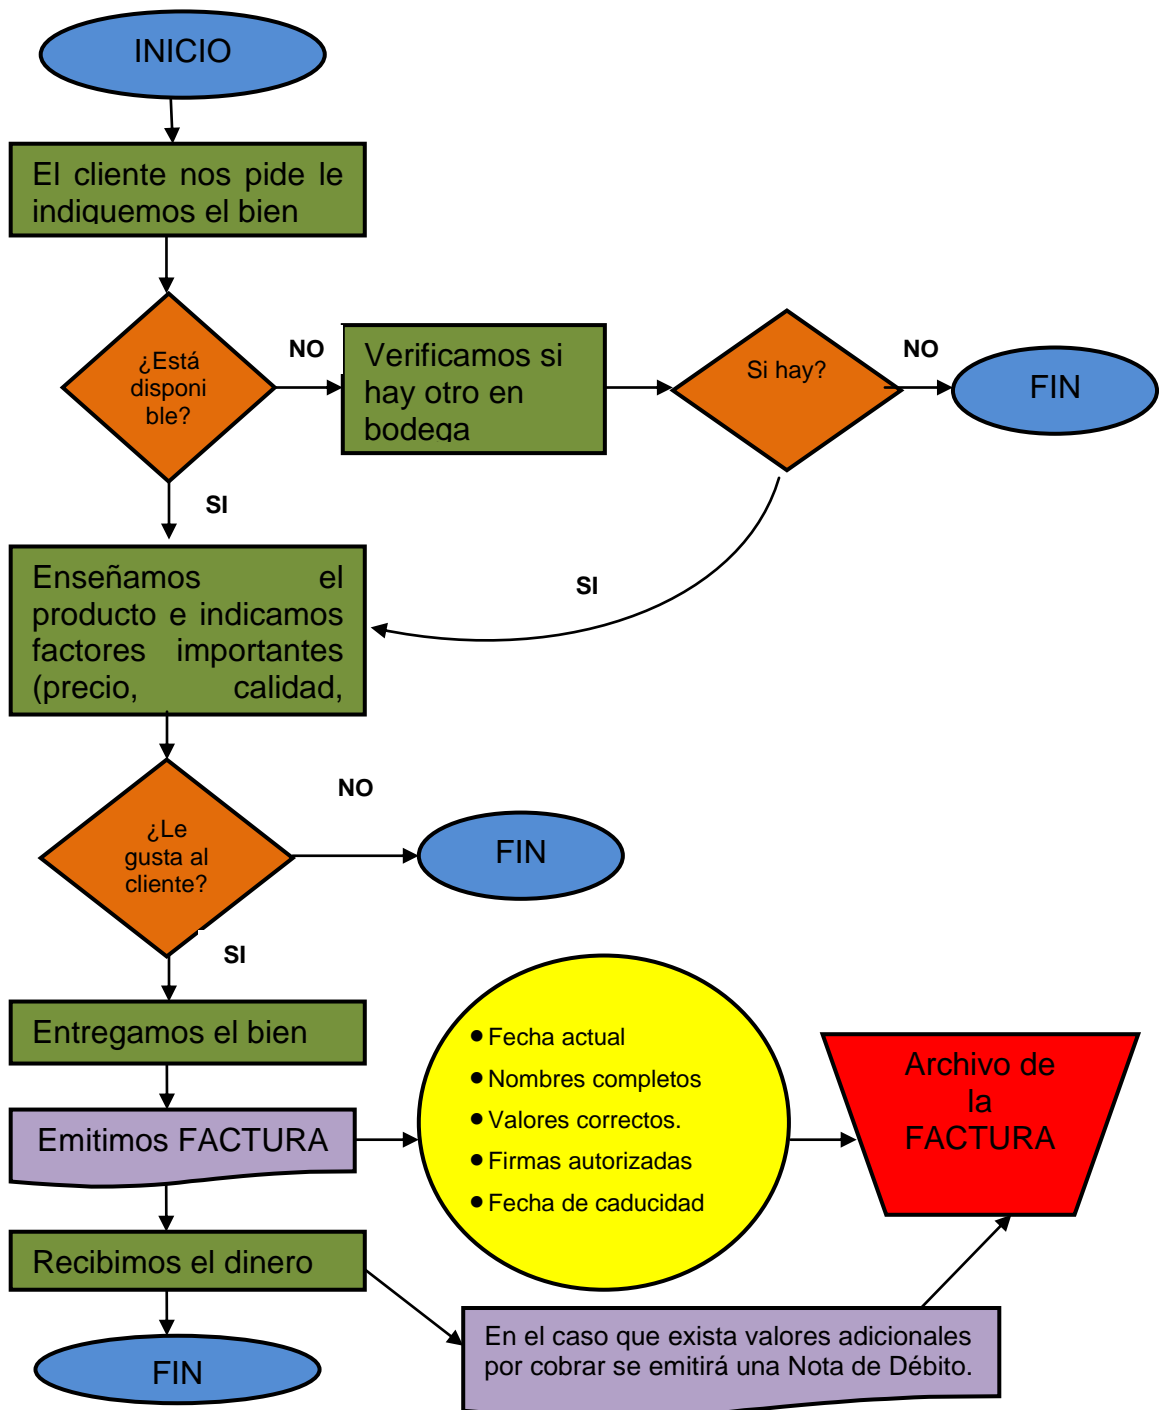 INICIO
El cliente nos pide le
indiquemos el bien
¿Está
disponi
ble?
NO
Verificamos si
hay otro en
bodega
Si hay?
NO
FIN
SI
SI
Enseñamos el
producto e indicamos
factores importantes
(precio, calidad,
¿Le
gusta al
cliente?
NO
FIN
SI
Entregamos el bien
Emitimos FACTURA
• Fecha actual
• Nombres completos
• Valores correctos.
• Firmas autorizadas
• Fecha de caducidad
Archivo de
la
FACTURA
Recibimos el dinero
En el caso que exista valores adicionales
por cobrar se emitirá una Nota de Débito.
FIN